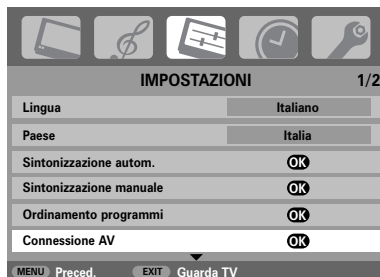 IMPOSTAZIONI 1/2
Lingua Italiano
Paese Italia
Sintonizzazione autom. OK
Sintonizzazione manuale OK
Ordinamento programmi OK
Connessione AV OK
MENU Preced. EXIT Guarda TV